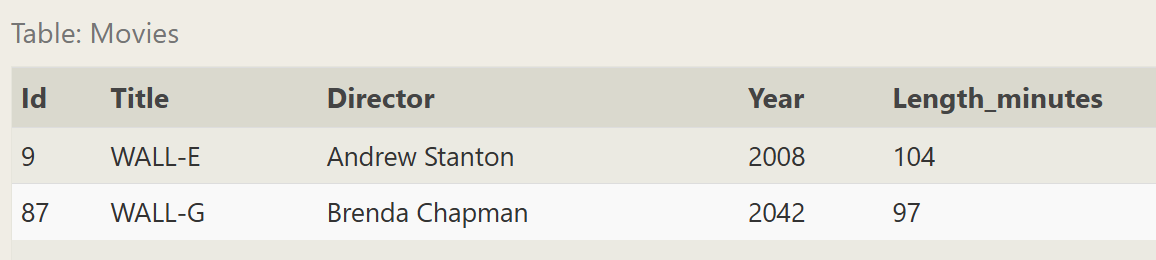 Table: Movies
Id Title Director Year Length_minutes
9 WALL-E Andrew Stanton 2008 104
87 WALL-G Brenda Chapman 2042 97